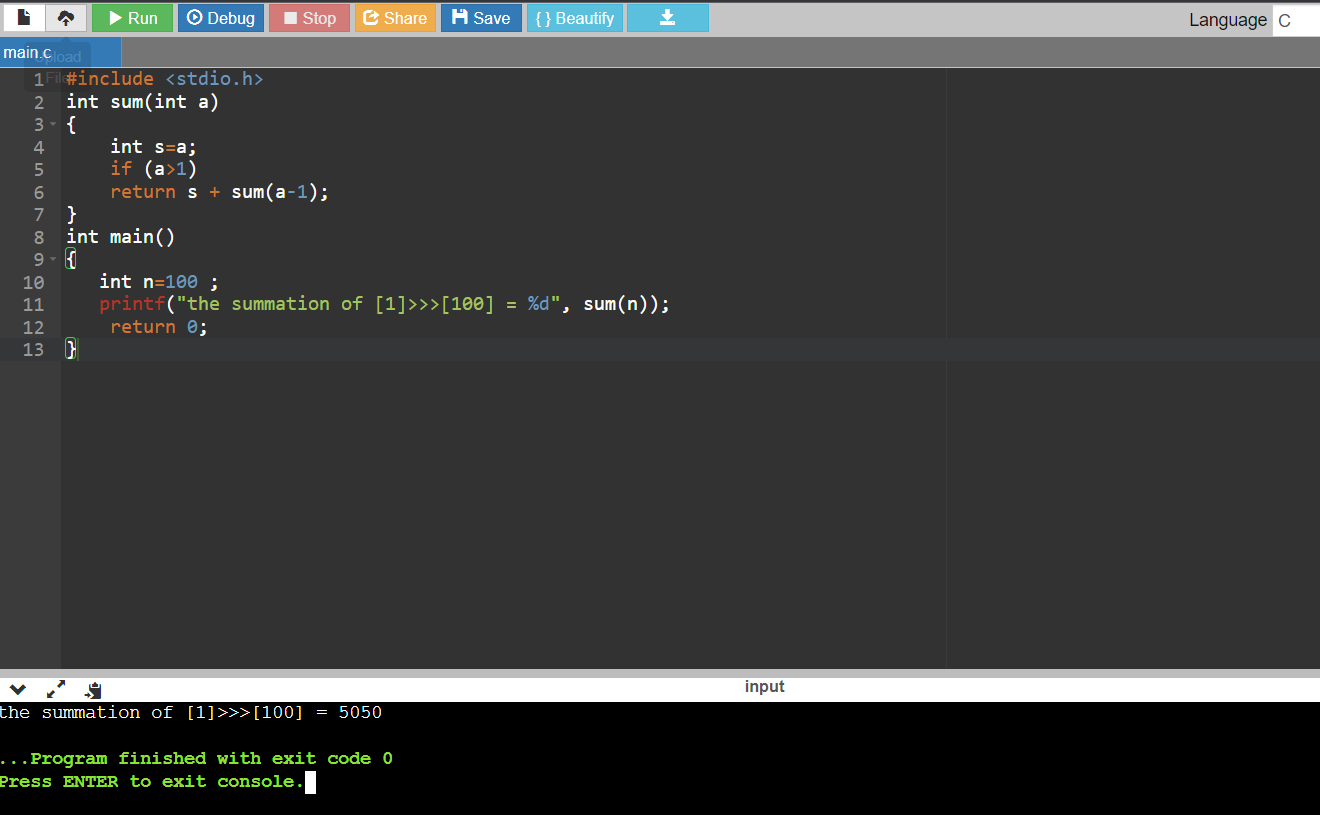 Run Debug Stop Share Save { } Beautify Language C
main.c
Upload
File
1 #include <stdio.h>
2 int sum(int a)
3 {
4     int s=a;
5     if (a>1)
6     return s + sum(a-1);
7 }
8 int main()
9 {
10    int n=100 ;
11    printf("the summation of [1]>>>[100] = %d", sum(n));
12     return 0;
13 }
input
the summation of [1]>>>[100] = 5050
...Program finished with exit code 0
Press ENTER to exit console.